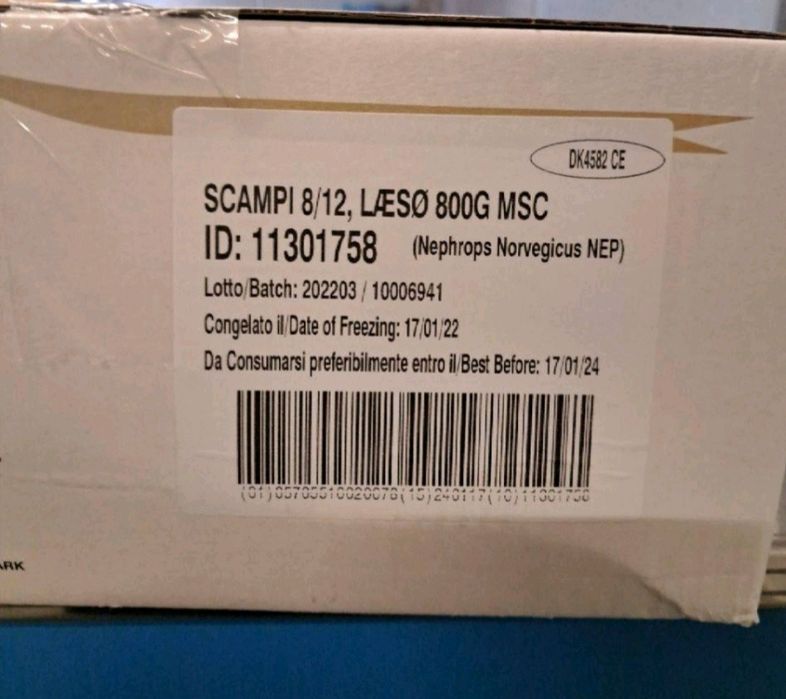 DK4582 CE
SCAMPI 8/12, LÆSØ 800G MSC
ID: 11301758 (Nephrops Norvegicus NEP)
Lotto/Batch: 202203 / 10006941
Congelato il/Date of Freezing: 17/01/22
Da Consumarsi preferibilmente entro il/Best Before: 17/01/24